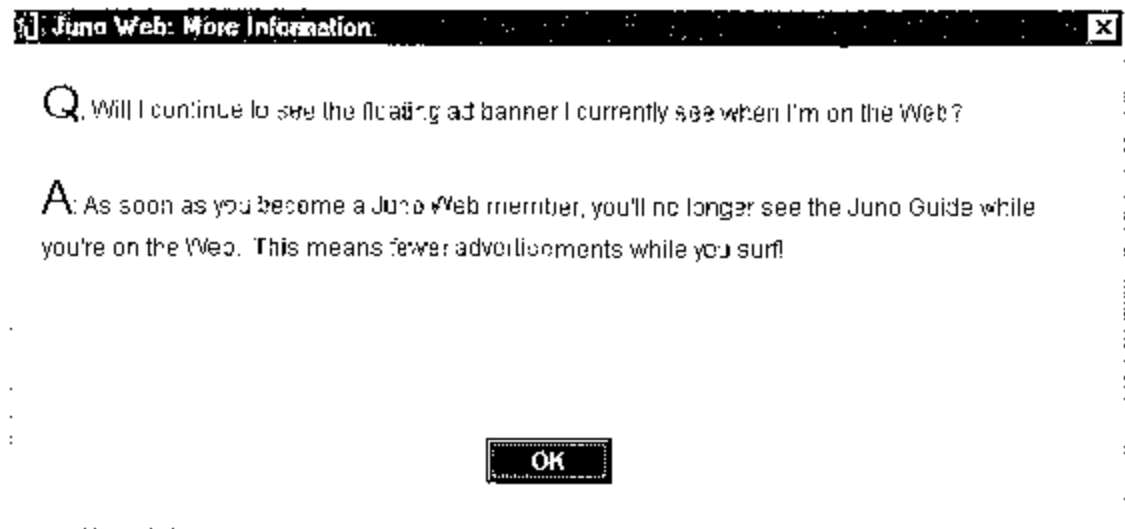 Juno Web: More Information
Q. Will I continue to see the floating ad banner I currently see when I'm on the Web?
A: As soon as you become a Juno Web member, you'll no longer see the Juno Guide while
you're on the Web. This means fewer advertisements while you surf!
OK